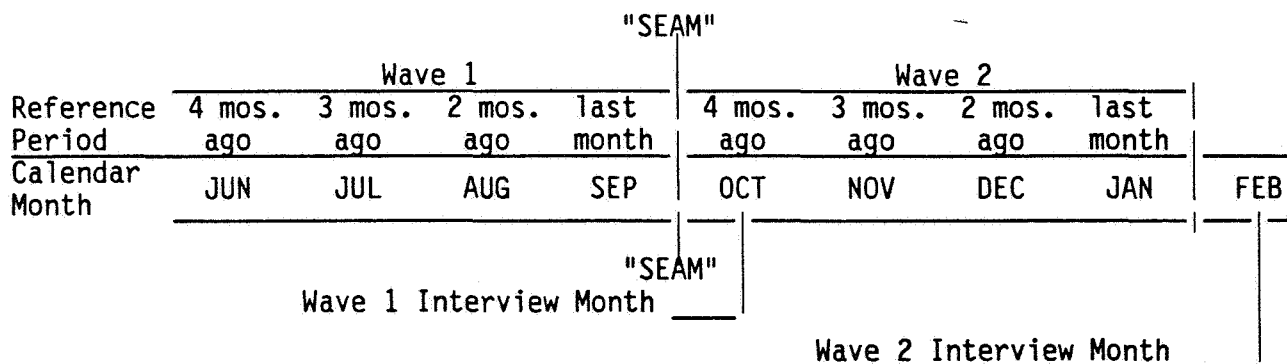 "SEAM"
Wave 1 Wave 2
Reference 4 mos. 3 mos. 2 mos. last 4 mos. 3 mos. 2 mos. last
Period ago ago ago month ago ago ago month
Calendar
Month JUN JUL AUG SEP OCT NOV DEC JAN FEB
"SEAM"
Wave 1 Interview Month
Wave 2 Interview Month